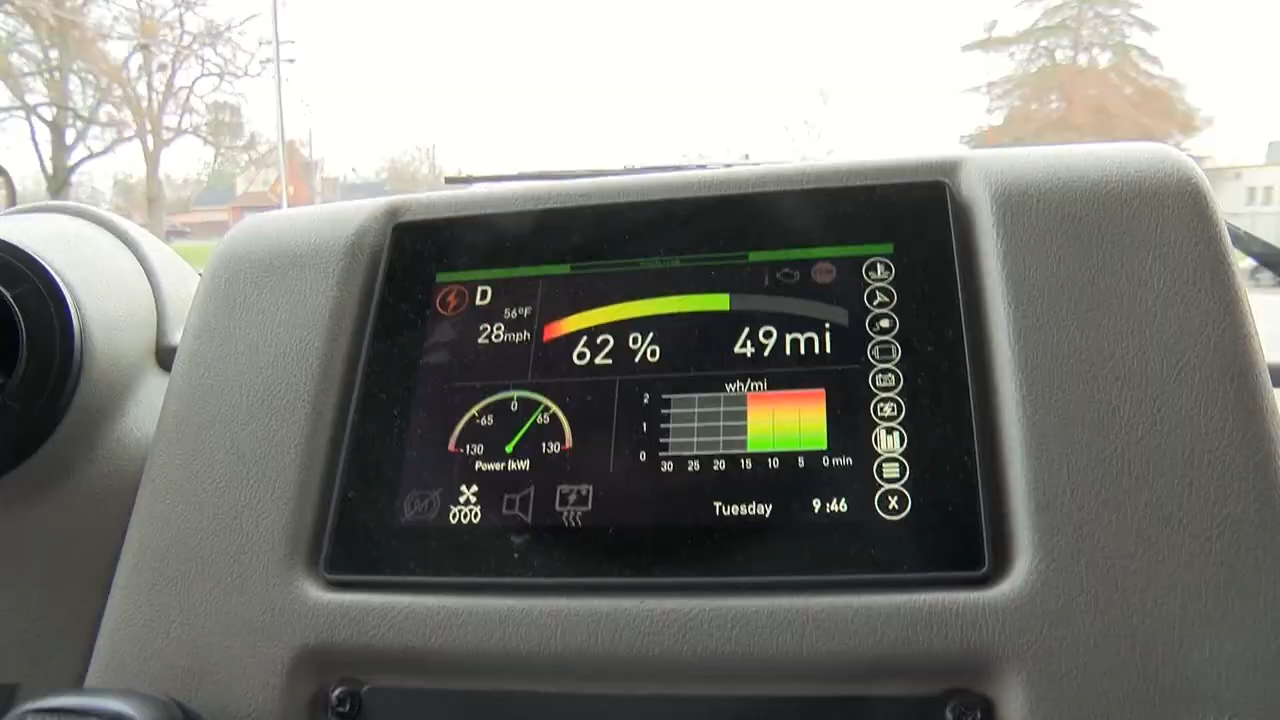 D
56°F
28mph
62 %
49mi
0
-65
65
-130
130
Power (kW)
wh/mi
2
1
0
30 25 20 15 10 5 0 min
Tuesday
9:46
X